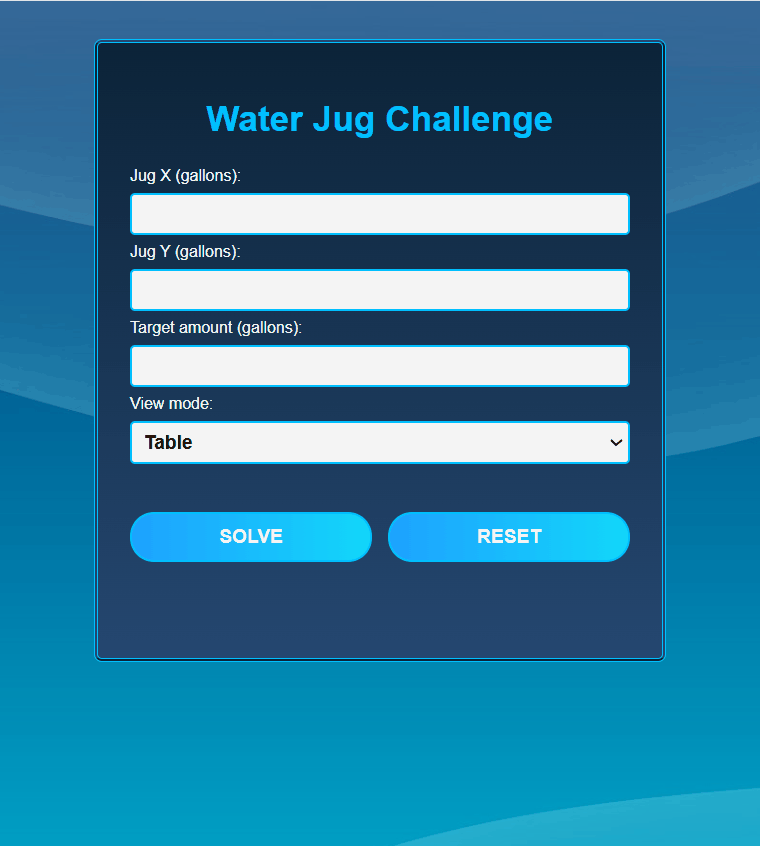 Water Jug Challenge
Jug X (gallons):
Jug Y (gallons):
Target amount (gallons):
View mode:
Table
SOLVE RESET